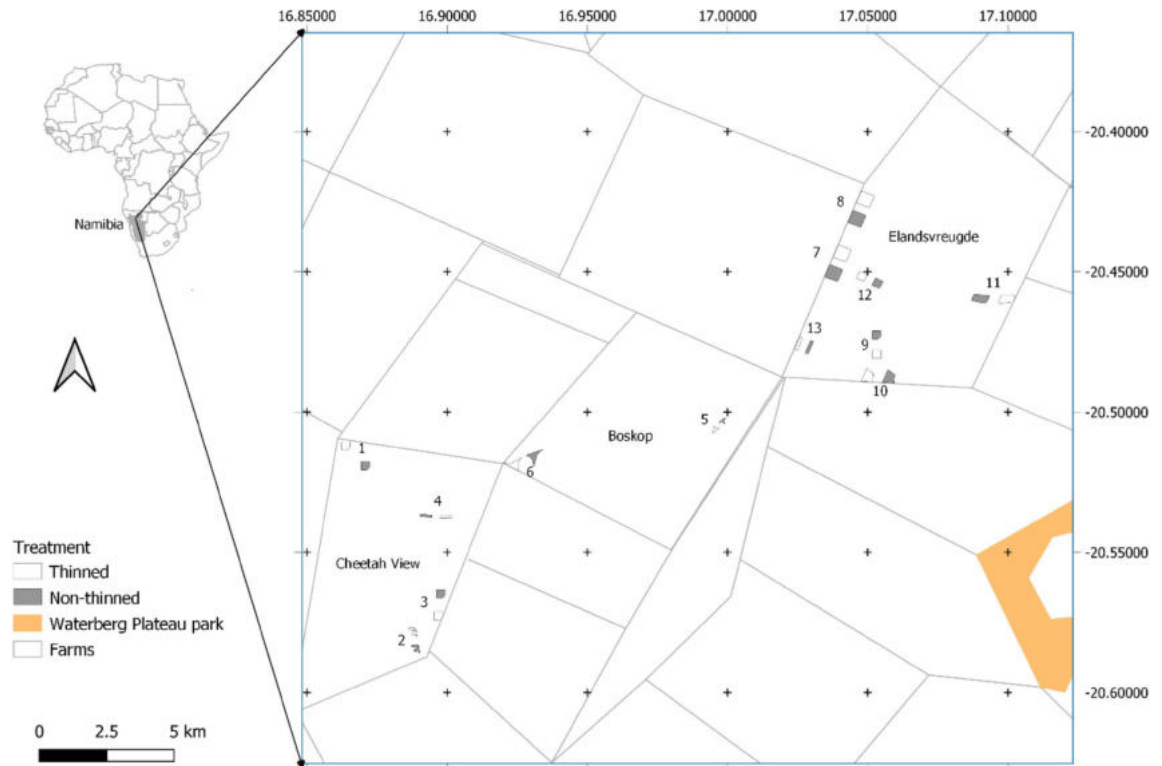 16.85000 16.90000 16.95000 17.00000 17.05000 17.10000
-20.40000
Namibia
8
Elandsvreugde
7
-20.45000
12
11
13
9
10
-20.50000
5
Boskop
1
6
4
-20.55000
Cheetah View
3
2
-20.60000
Treatment
Thinned
Non-thinned
Waterberg Plateau park
Farms
0 2.5 5 km